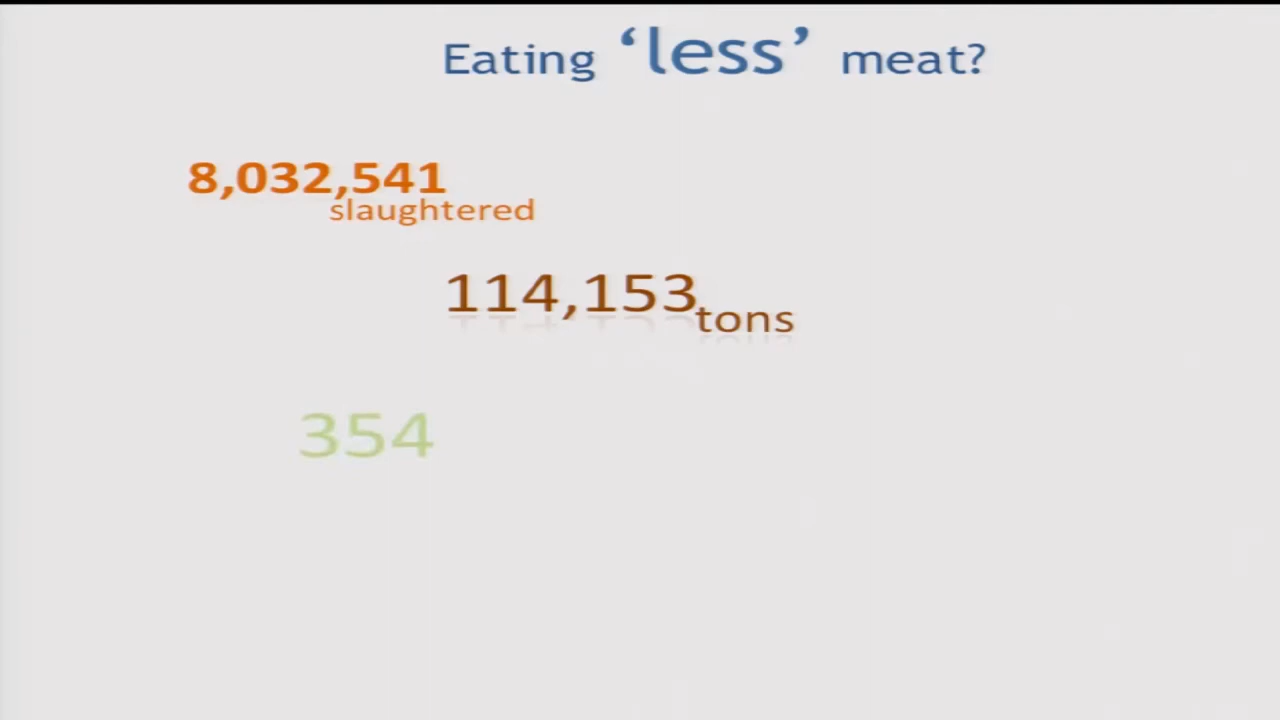 Eating ‘less’ meat?
8,032,541
slaughtered
114,153 tons
354